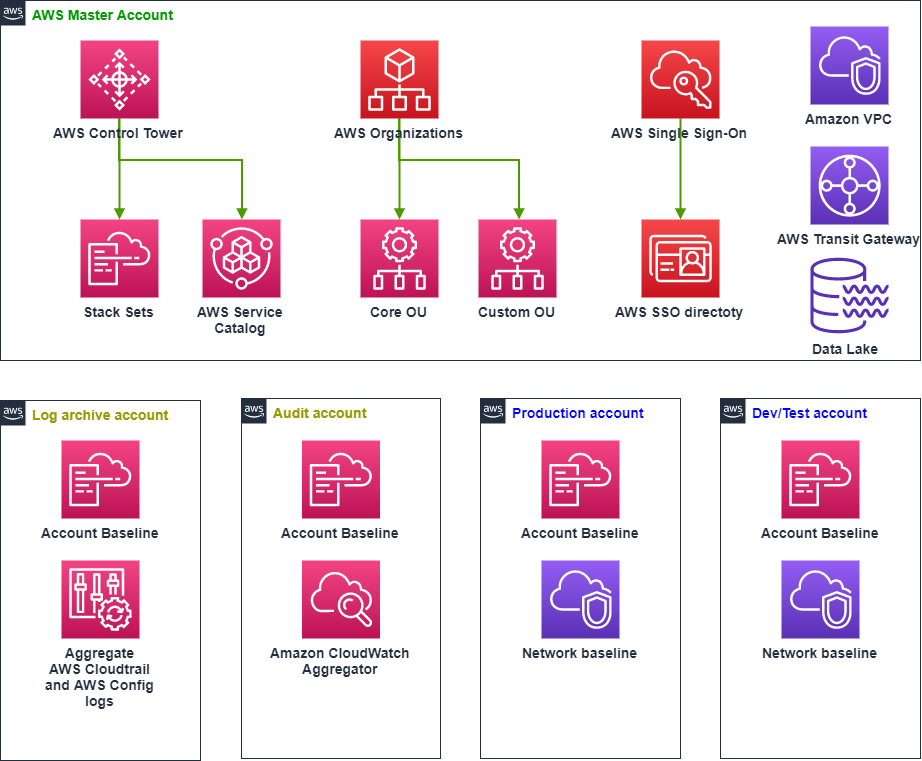 aws
AWS Master Account
AWS Control Tower
AWS Organizations
AWS Single Sign-On
Amazon VPC
AWS Transit Gateway
Stack Sets
AWS Service
Catalog
Core OU
Custom OU
AWS SSO directoty
Data Lake
aws
Log archive account
Account Baseline
Aggregate
AWS Cloudtrail
and AWS Config
logs
aws
Audit account
Account Baseline
Amazon CloudWatch
Aggregator
aws
Production account
Account Baseline
Network baseline
aws
Dev/Test account
Account Baseline
Network baseline